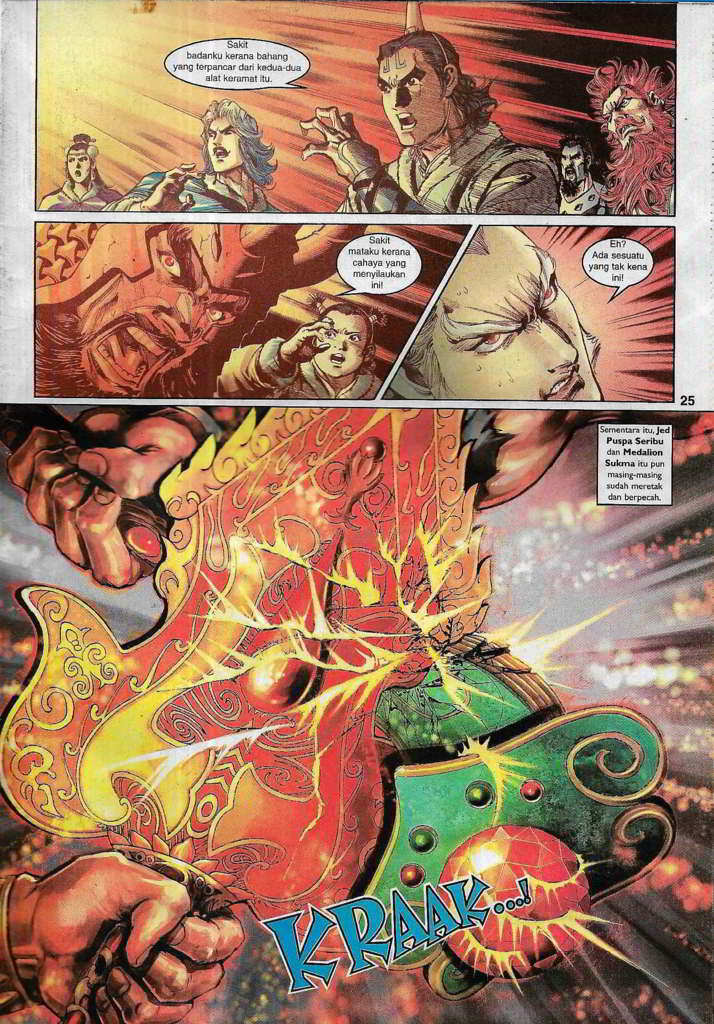 Sakit
badanku kerana bahang
yang terpancar dari kedua-dua
alat keramat itu.
Sakit
mataku kerana
cahaya yang
menyilaukan
ini!
Eh?
Ada sesuatu
yang tak kena
ini!
25
Sementara itu, Jed
Puspa Seribu
dan Medalion
Sukma itu pun
masing-masing
sudah meretak
dan berpecah.
KRAAK...!